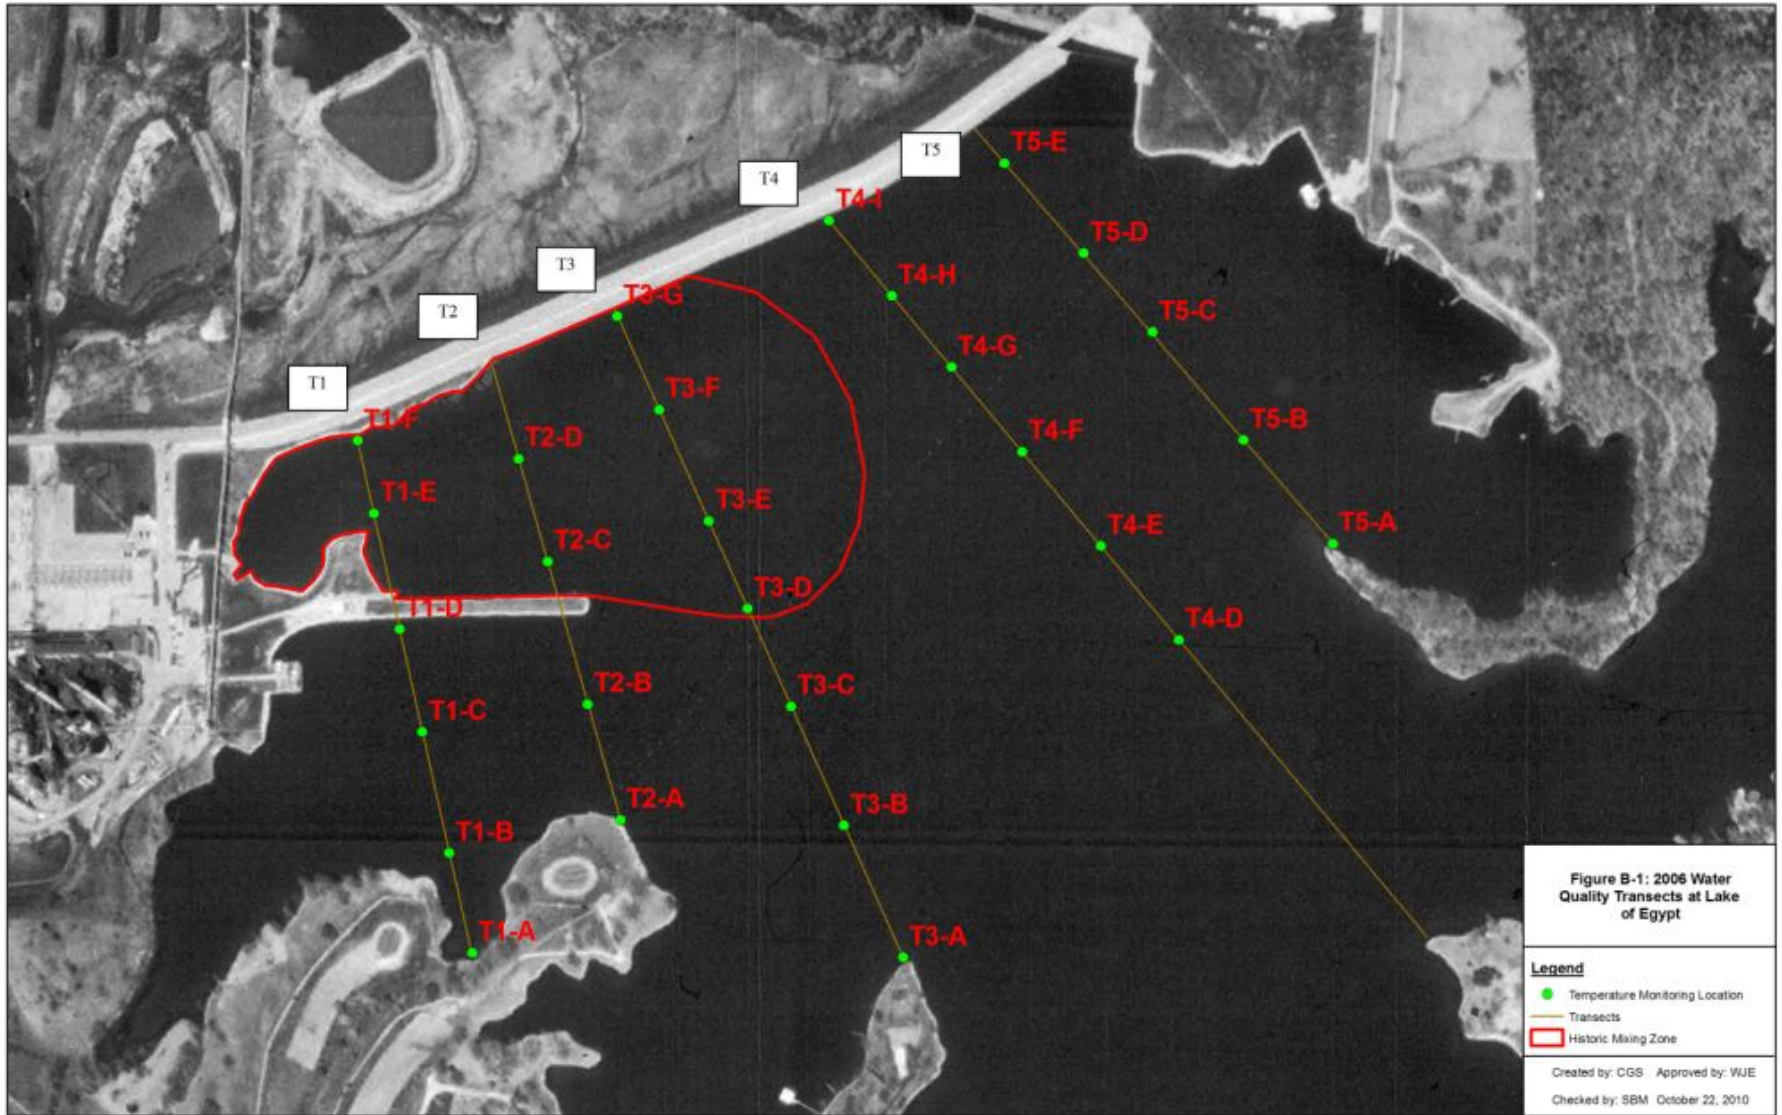 T5
T5-E
T4
T4-I
T5-D
T3
T4-H
T3-G
T2
T5-C
T4-G
T1
T3-F
T1-F
T2-D
T4-F
T5-B
T1-E
T3-E
T4-E
T5-A
T2-C
T1-D
T3-D
T4-D
T2-B
T3-C
T1-C
T2-A
T3-B
T1-B
T1-A
T3-A
Figure B-1: 2006 Water
Quality Transects at Lake
of Egypt
Legend
Temperature Monitoring Location
Transects
Historic Mixing Zone
Created by: CGS Approved by: WJE
Checked by: SBM October 22, 2010